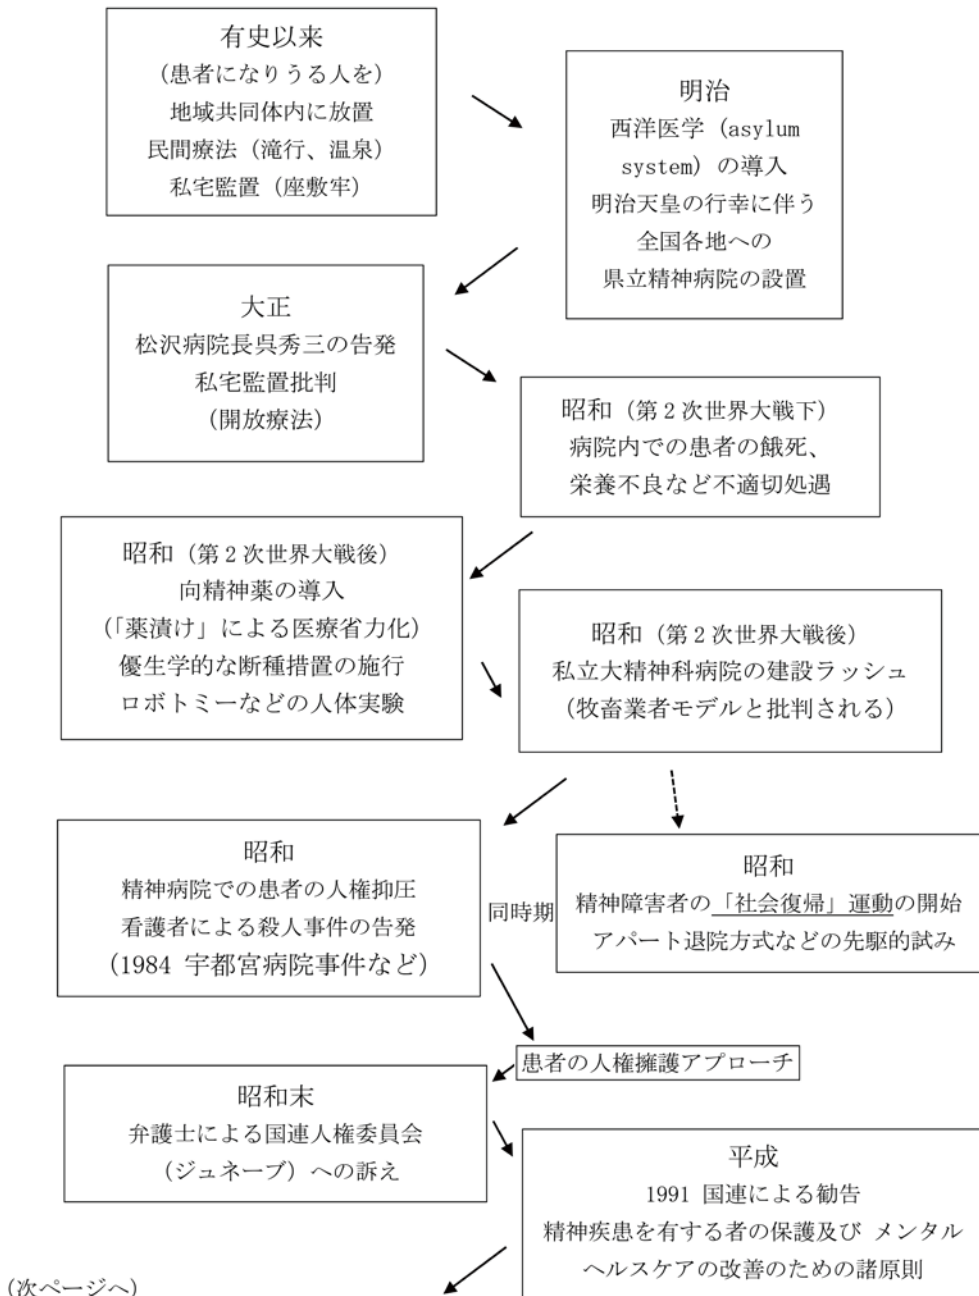 有史以来
(患者になりうる人を)
地域共同体内に放置
民間療法（滝行、温泉）
私宅監置（座敷牢）
明治
西洋医学（asylum
system）の導入
明治天皇の行幸に伴う
全国各地への
県立精神病院の設置
大正
松沢病院長呉秀三の告発
私宅監置批判
(開放療法)
昭和（第２次世界大戦下）
病院内での患者の餓死、
栄養不良など不適切処遇
昭和（第２次世界大戦後）
向精神薬の導入
(「薬漬け」による医療省力化)
優生学的な断種措置の施行
ロボトミーなどの人体実験
昭和（第２次世界大戦後）
私立大精神科病院の建設ラッシュ
(牧畜業者モデルと批判される)
昭和
精神病院での患者の人権抑圧
看護者による殺人事件の告発
(1984 宇都宮病院事件など)
同時期
昭和
精神障害者の「社会復帰」運動の開始
アパート退院方式などの先駆的試み
患者の人権擁護アプローチ
昭和末
弁護士による国連人権委員会
（ジュネーブ）への訴え
平成
1991 国連による勧告
精神疾患を有する者の保護及び メンタル
ヘルスケアの改善のための諸原則
(次ページへ)